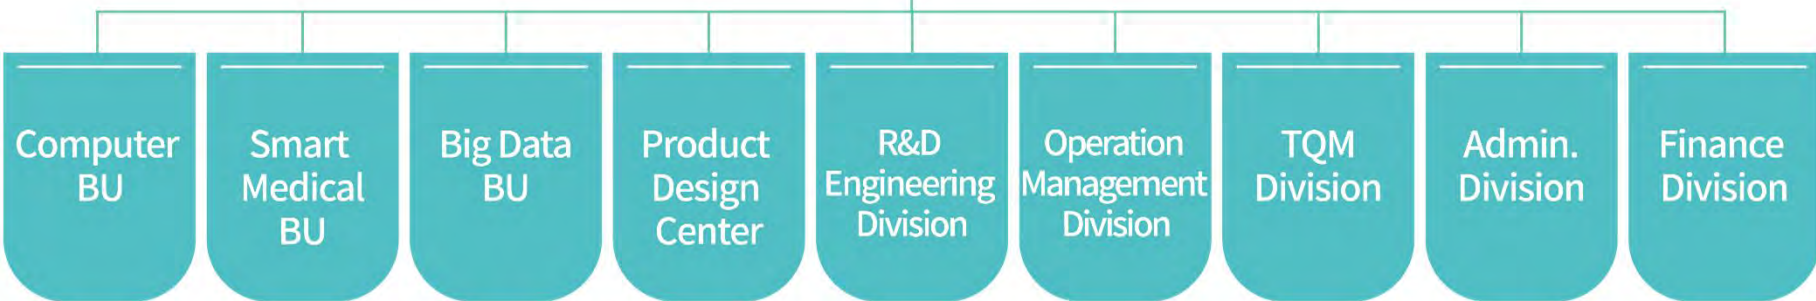 Computer
BU
Smart
Medical
BU
Big Data
BU
Product
Design
Center
R&D
Engineering
Division
Operation
Management
Division
TQM
Division
Admin.
Division
Finance
Division